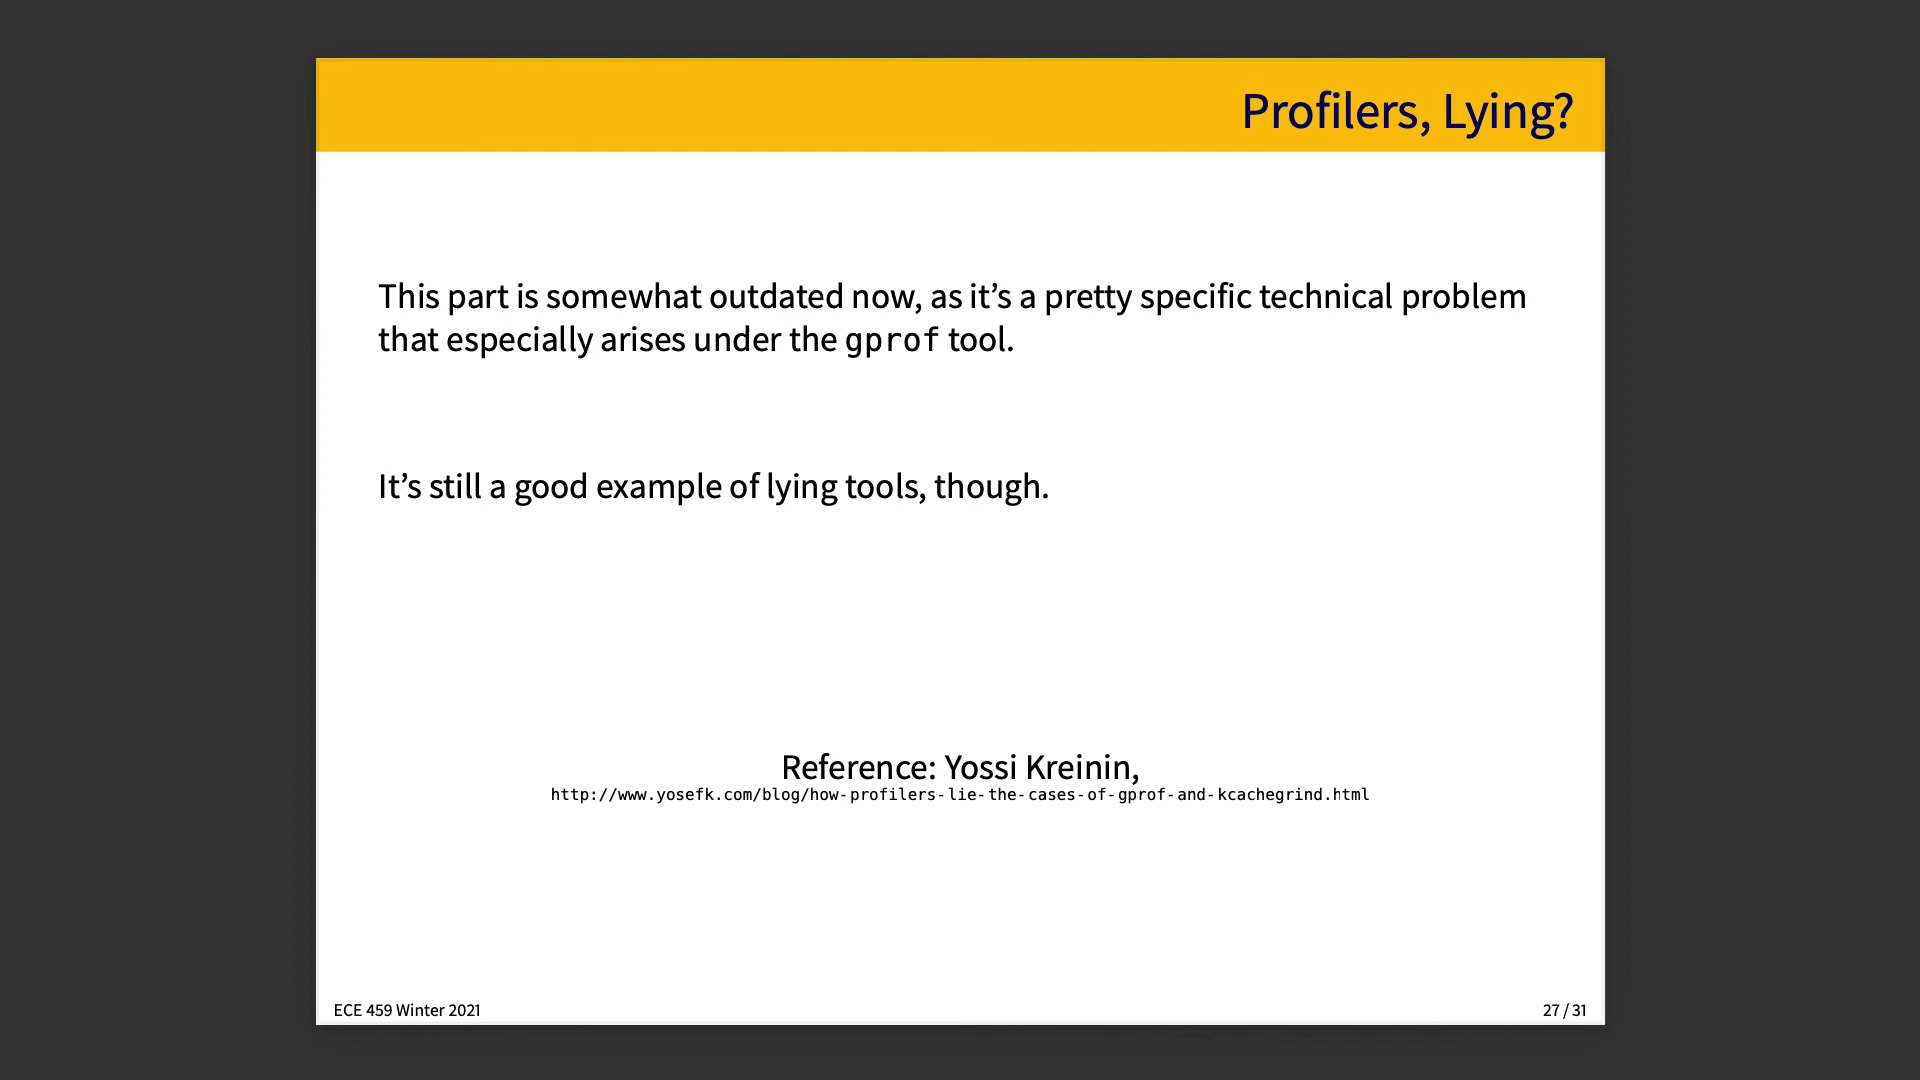 Profilers, Lying?
This part is somewhat outdated now, as it’s a pretty specific technical problem
that especially arises under the gprof tool.
It’s still a good example of lying tools, though.
Reference: Yossi Kreinin,
http://www.yosefk.com/blog/how-profilers-lie-the-cases-of-gprof-and-kcachegrind.html
ECE 459 Winter 2021
27 / 31